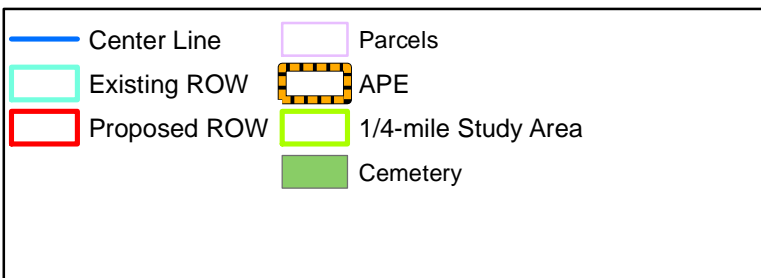 Center Line
Existing ROW
Proposed ROW
Parcels
APE
1/4-mile Study Area
Cemetery